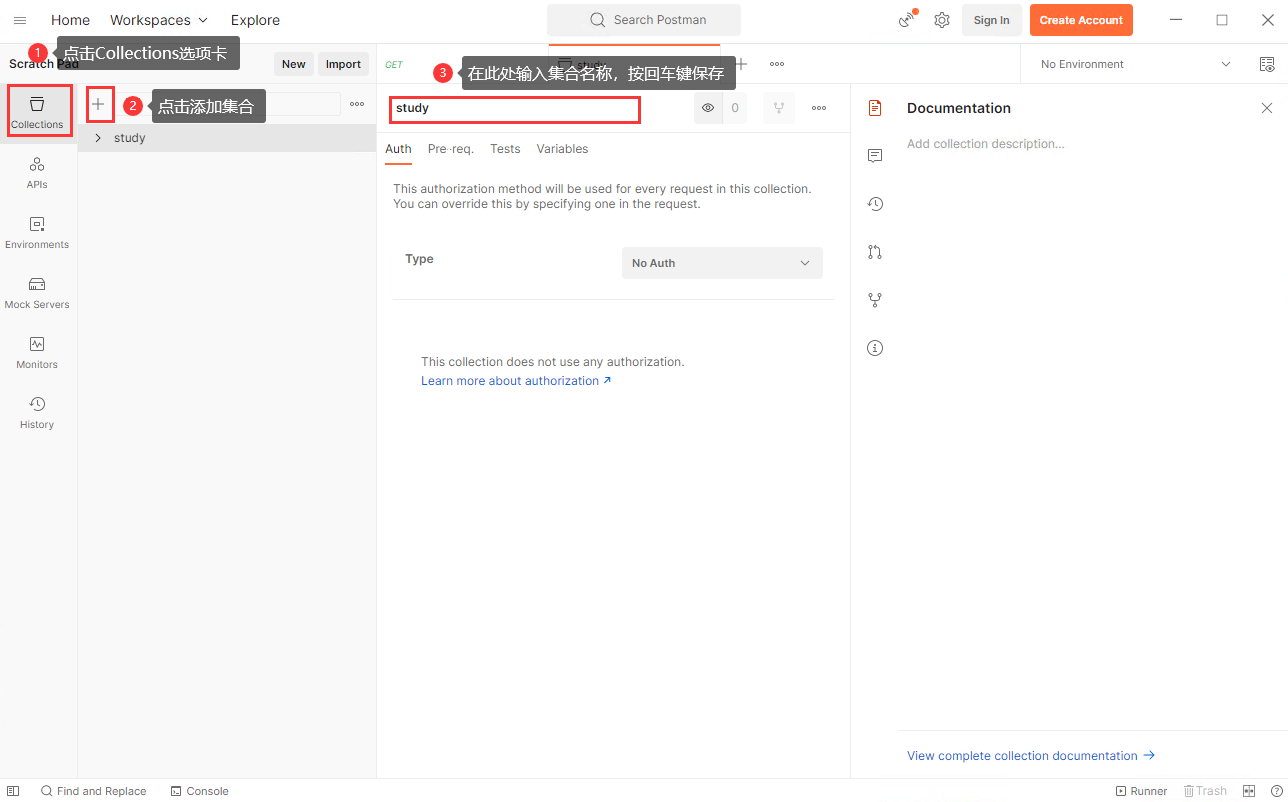 Home Workspaces Explore Search Postman Sign In Create Account
1 点击Collections选项卡
Scratch Pad New Import GET study No Environment
3 在此处输入集合名称，按回车键保存
Collections
2 点击添加集合
study 0
study
Auth Pre-req. Tests Variables
This authorization method will be used for every request in this collection.
You can override this by specifying one in the request.
Type No Auth
This collection does not use any authorization.
Learn more about authorization
APIs
Environments
Mock Servers
Monitors
History
Documentation
Add collection description...
View complete collection documentation
Find and Replace Console Runner Trash